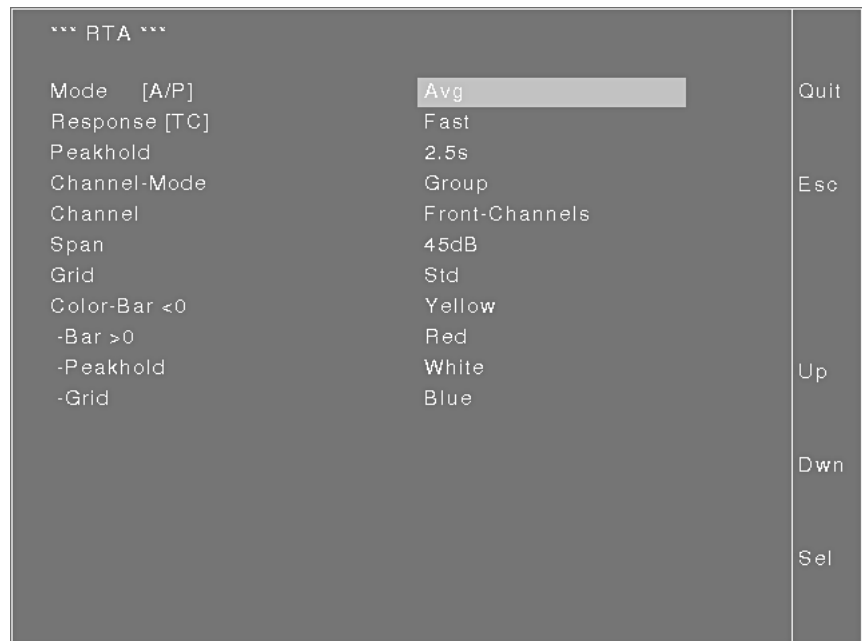 *** RTA ***
Mode [A/P] Avg
Response [TC] Fast
Peakhold 2.5s
Channel-Mode Group
Channel Front-Channels
Span 45dB
Grid Std
Color-Bar <0 Yellow
-Bar >0 Red
-Peakhold White
-Grid Blue
Quit
Esc
Up
Dwn
Sel